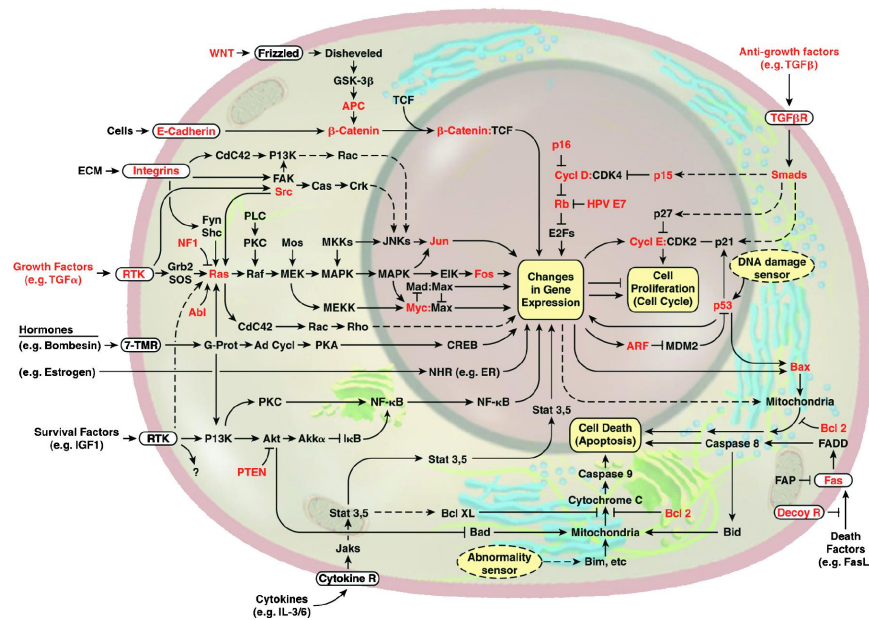 WNT
Frizzled
Disheveled
GSK-3β
APC
TCF
Cells
E-Cadherin
β-Catenin
β-Catenin:TCF
Anti-growth factors
(e.g. TGFβ)
TGFβR
Smads
ECM
Integrins
CdC42
P13K
Rac
FAK
Src
Cas
Crk
p16
Cycl D:CDK4
p15
Rb
HPV E7
E2Fs
p27
Cycl E:CDK2
p21
DNA damage
sensor
Fyn
Shc
NF1
PLC
PKC
Mos
MKKs
JNKs
Jun
Growth Factors
(e.g. TGFα)
RTK
Grb2
SOS
Ras
Raf
MEK
MAPK
MAPK
EIK
Fos
Mad:Max
MEKK
Myc:Max
Abl
CdC42
Rac
Rho
Changes
in Gene
Expression
Cell
Proliferation
(Cell Cycle)
p53
ARF
MDM2
Bax
Hormones
(e.g. Bombesin)
7-TMR
G-Prot
Ad Cycl
PKA
CREB
(e.g. Estrogen)
NHR (e.g. ER)
PKC
NF-κB
NF-κB
Stat 3,5
Mitochondria
Bcl 2
Survival Factors
(e.g. IGF1)
RTK
P13K
Akt
Akkα
IκB
PTEN
?
Cell Death
(Apoptosis)
Caspase 8
FADD
Stat 3,5
Caspase 9
FAP
Fas
Cytochrome C
Stat 3,5
Bcl XL
Bcl 2
Decoy R
Bad
Mitochondria
Bid
Death
Factors
(e.g. FasL)
Jaks
Abnormality
sensor
Bim, etc
Cytokine R
Cytokines
(e.g. IL-3/6)